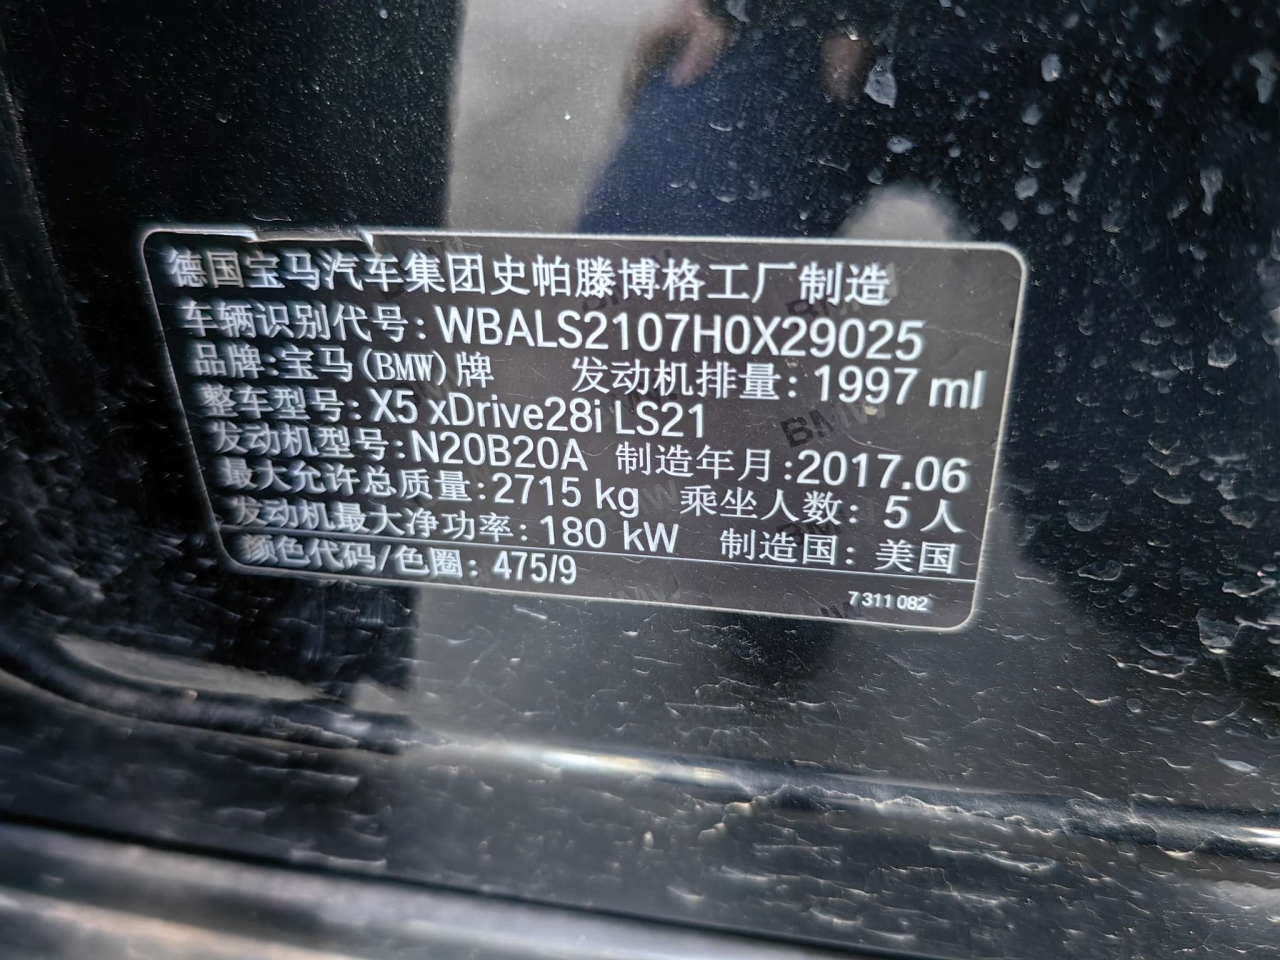 德国宝马汽车集团史帕滕博格工厂制造
车辆识别代号: WBALS2107H0X29025
品牌:宝马(BMW)牌 发动机排量: 1997 ml
整车型号: X5 xDrive28i LS21
发动机型号: N20B20A 制造年月:2017.06
最大允许总质量:2715 kg 乘坐人数: 5 人
发动机最大净功率: 180 kW 制造国: 美国
颜色代码/色圈: 475/9
7 311 082